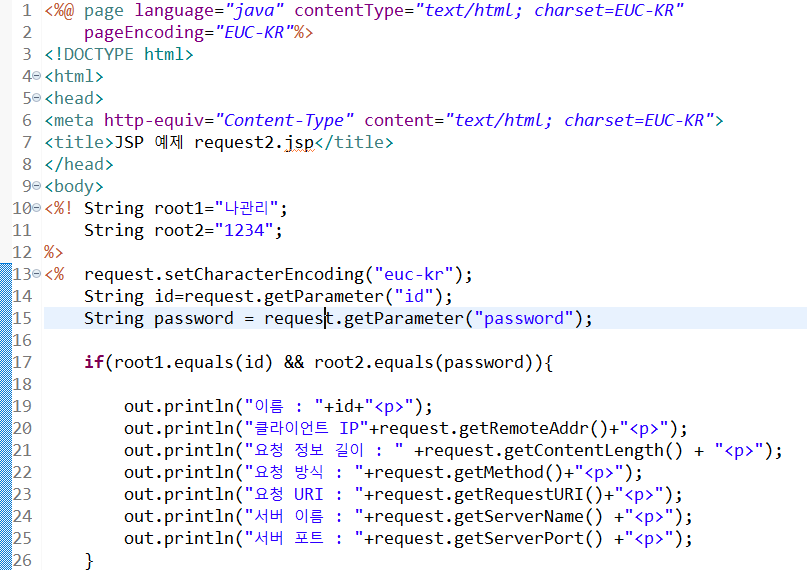 1 <%@ page language="java" contentType="text/html; charset=EUC-KR"
2     pageEncoding="EUC-KR"%>
3 <!DOCTYPE html>
4 <html>
5 <head>
6 <meta http-equiv="Content-Type" content="text/html; charset=EUC-KR">
7 <title>JSP 예제 request2.jsp</title>
8 </head>
9 <body>
10 <%! String root1="나관리";
11     String root2="1234";
12 %>
13 <%  request.setCharacterEncoding("euc-kr");
14     String id=request.getParameter("id");
15     String password = request.getParameter("password");
16
17     if(root1.equals(id) && root2.equals(password)){
18
19         out.println("이름 : "+id+"<p>");
20         out.println("클라이언트 IP"+request.getRemoteAddr()+"<p>");
21         out.println("요청 정보 길이 : " +request.getContentLength() + "<p>");
22         out.println("요청 방식 : "+request.getMethod()+"<p>");
23         out.println("요청 URI : "+request.getRequestURI()+"<p>");
24         out.println("서버 이름 : "+request.getServerName() +"<p>");
25         out.println("서버 포트 : "+request.getServerPort() +"<p>");
26     }